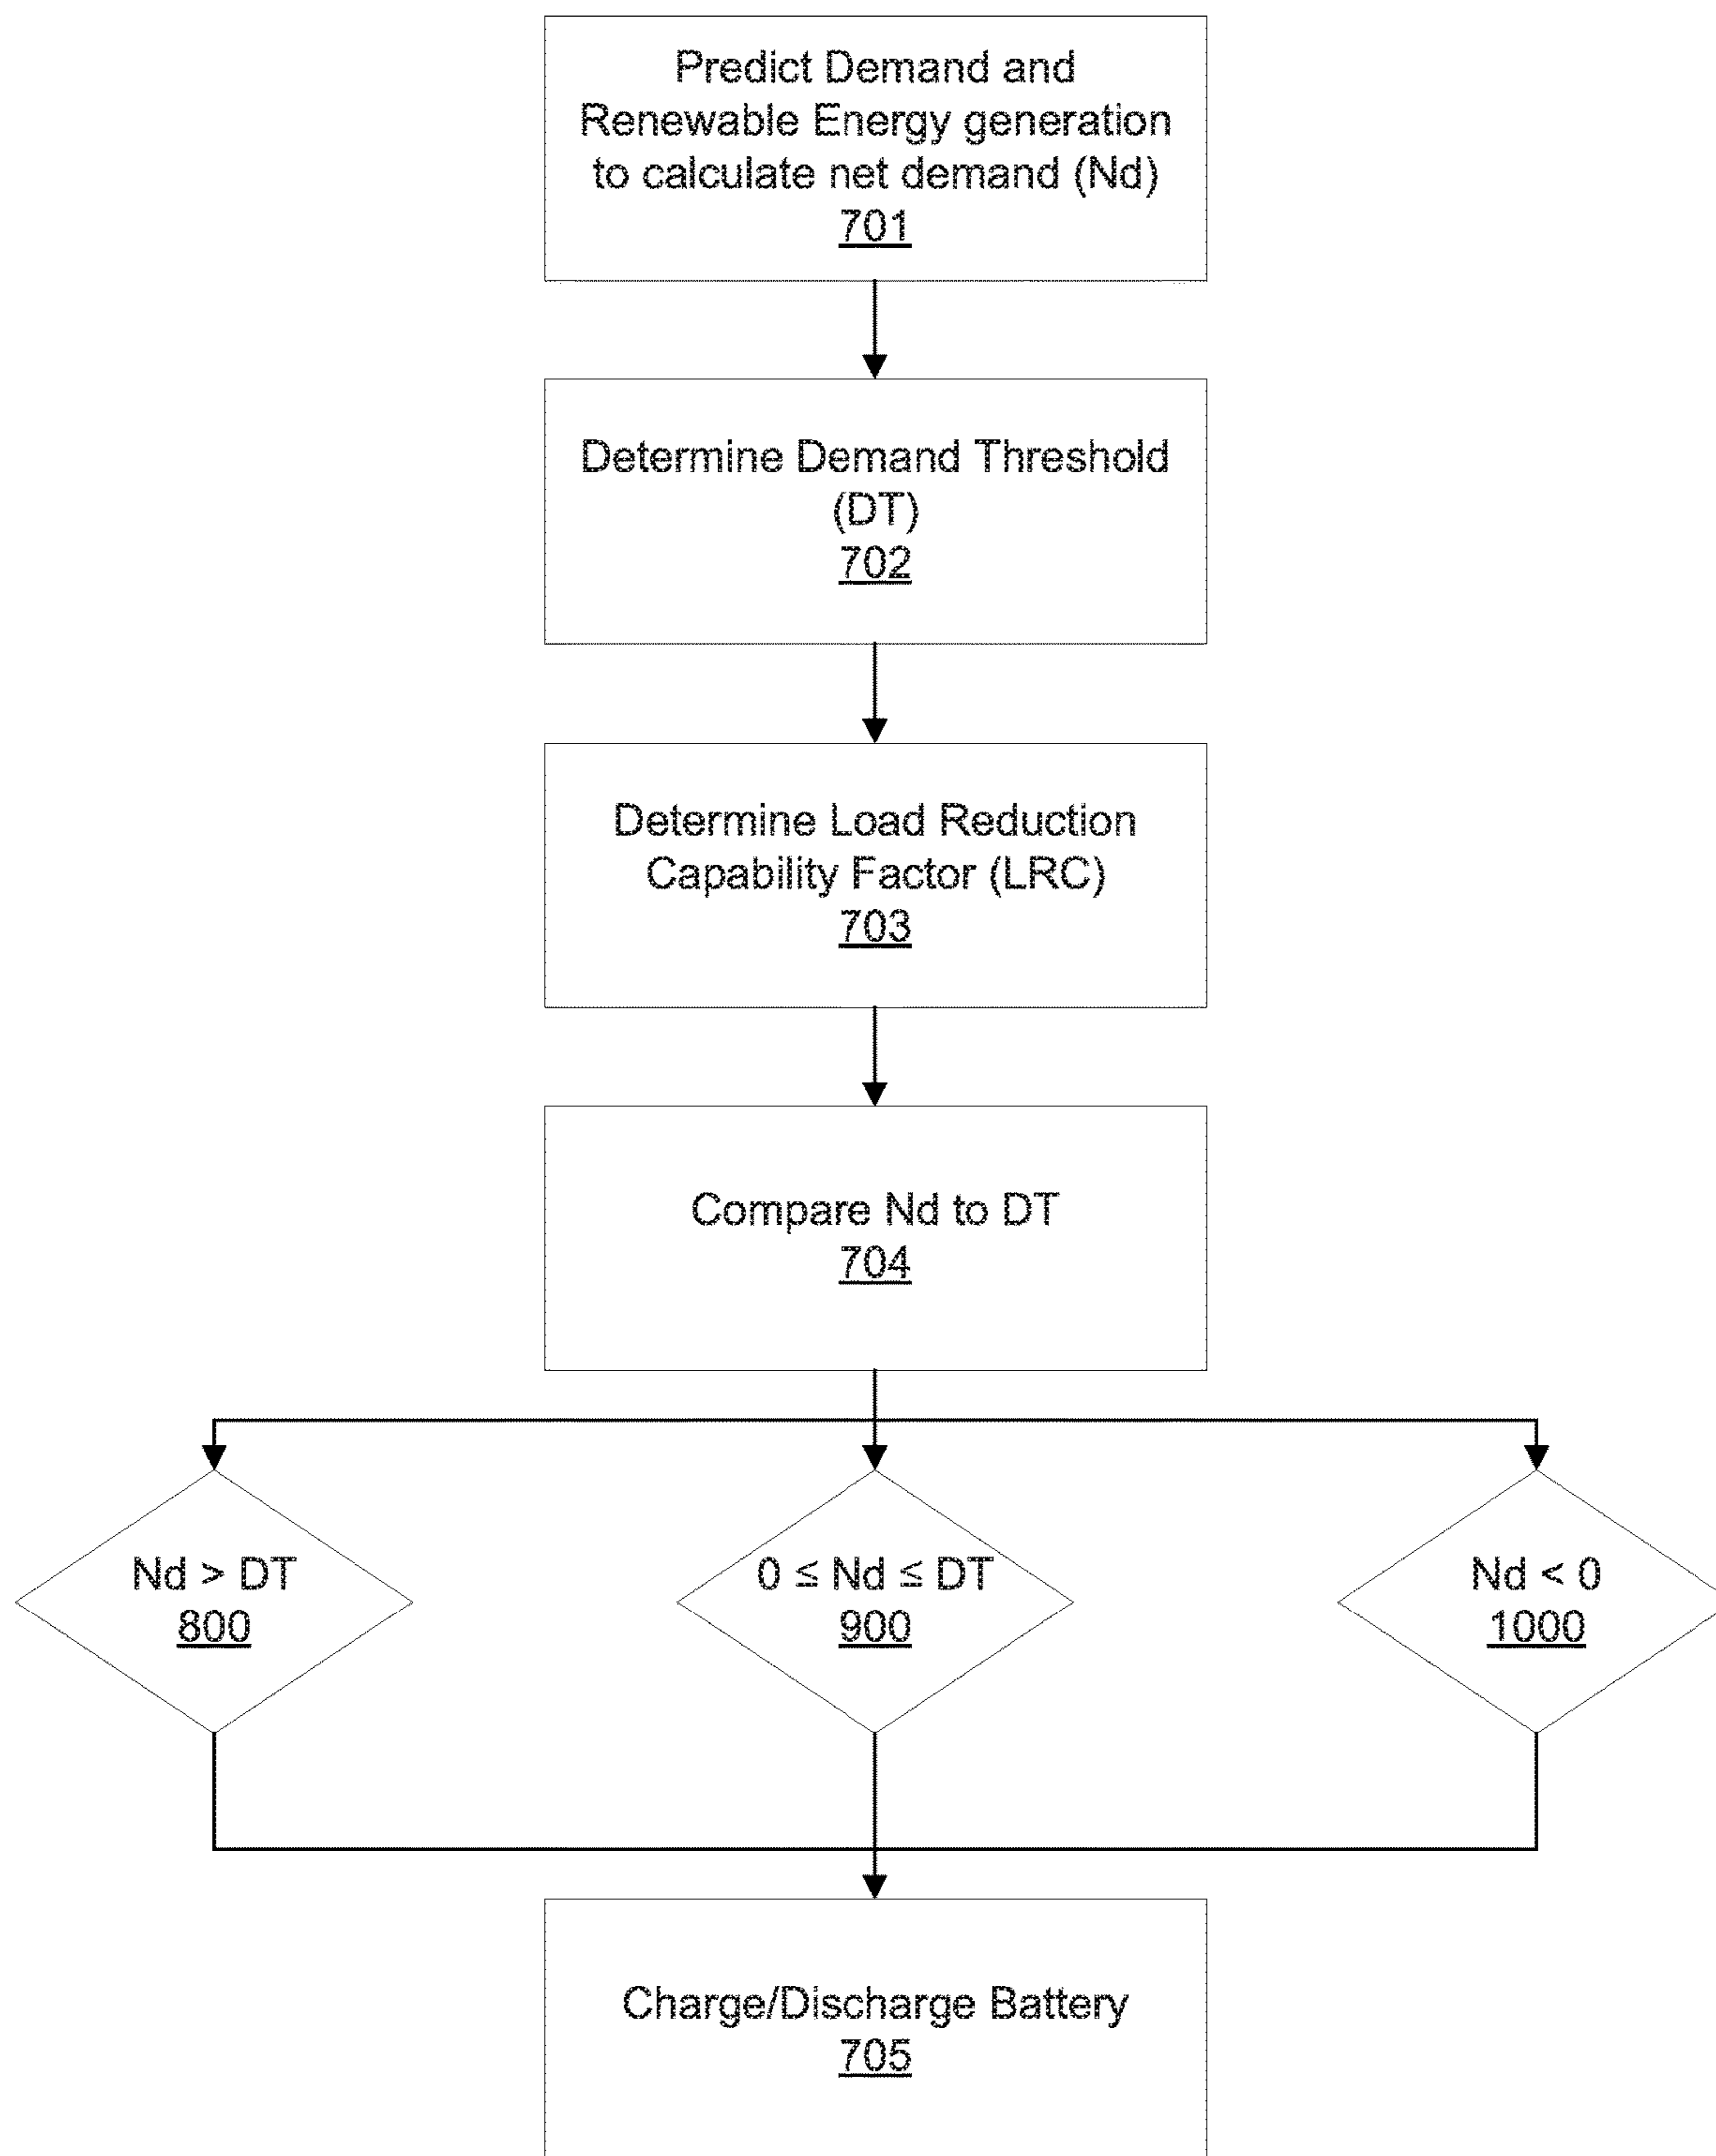 Predict Demand and
Renewable Energy generation
to calculate net demand (Nd)
701
Determine Demand Threshold
(DT)
702
Determine Load Reduction
Capability Factor (LRC)
703
Compare Nd to DT
704
Nd > DT
800
0 ≤ Nd ≤ DT
900
Nd < 0
1000
Charge/Discharge Battery
705